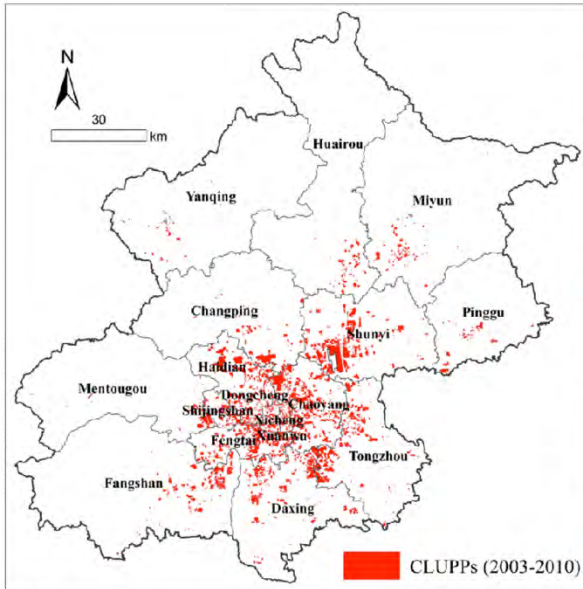 N
30
km
Huairou
Yanqing
Miyun
Changping
Pinggu
Shunyi
Haidian
Mentougou
Dongcheng
Shijingshan
Chaoyang
Xicheng
Fengtai
Xuanwu
Tongzhou
Fangshan
Daxing
CLUPPs (2003-2010)